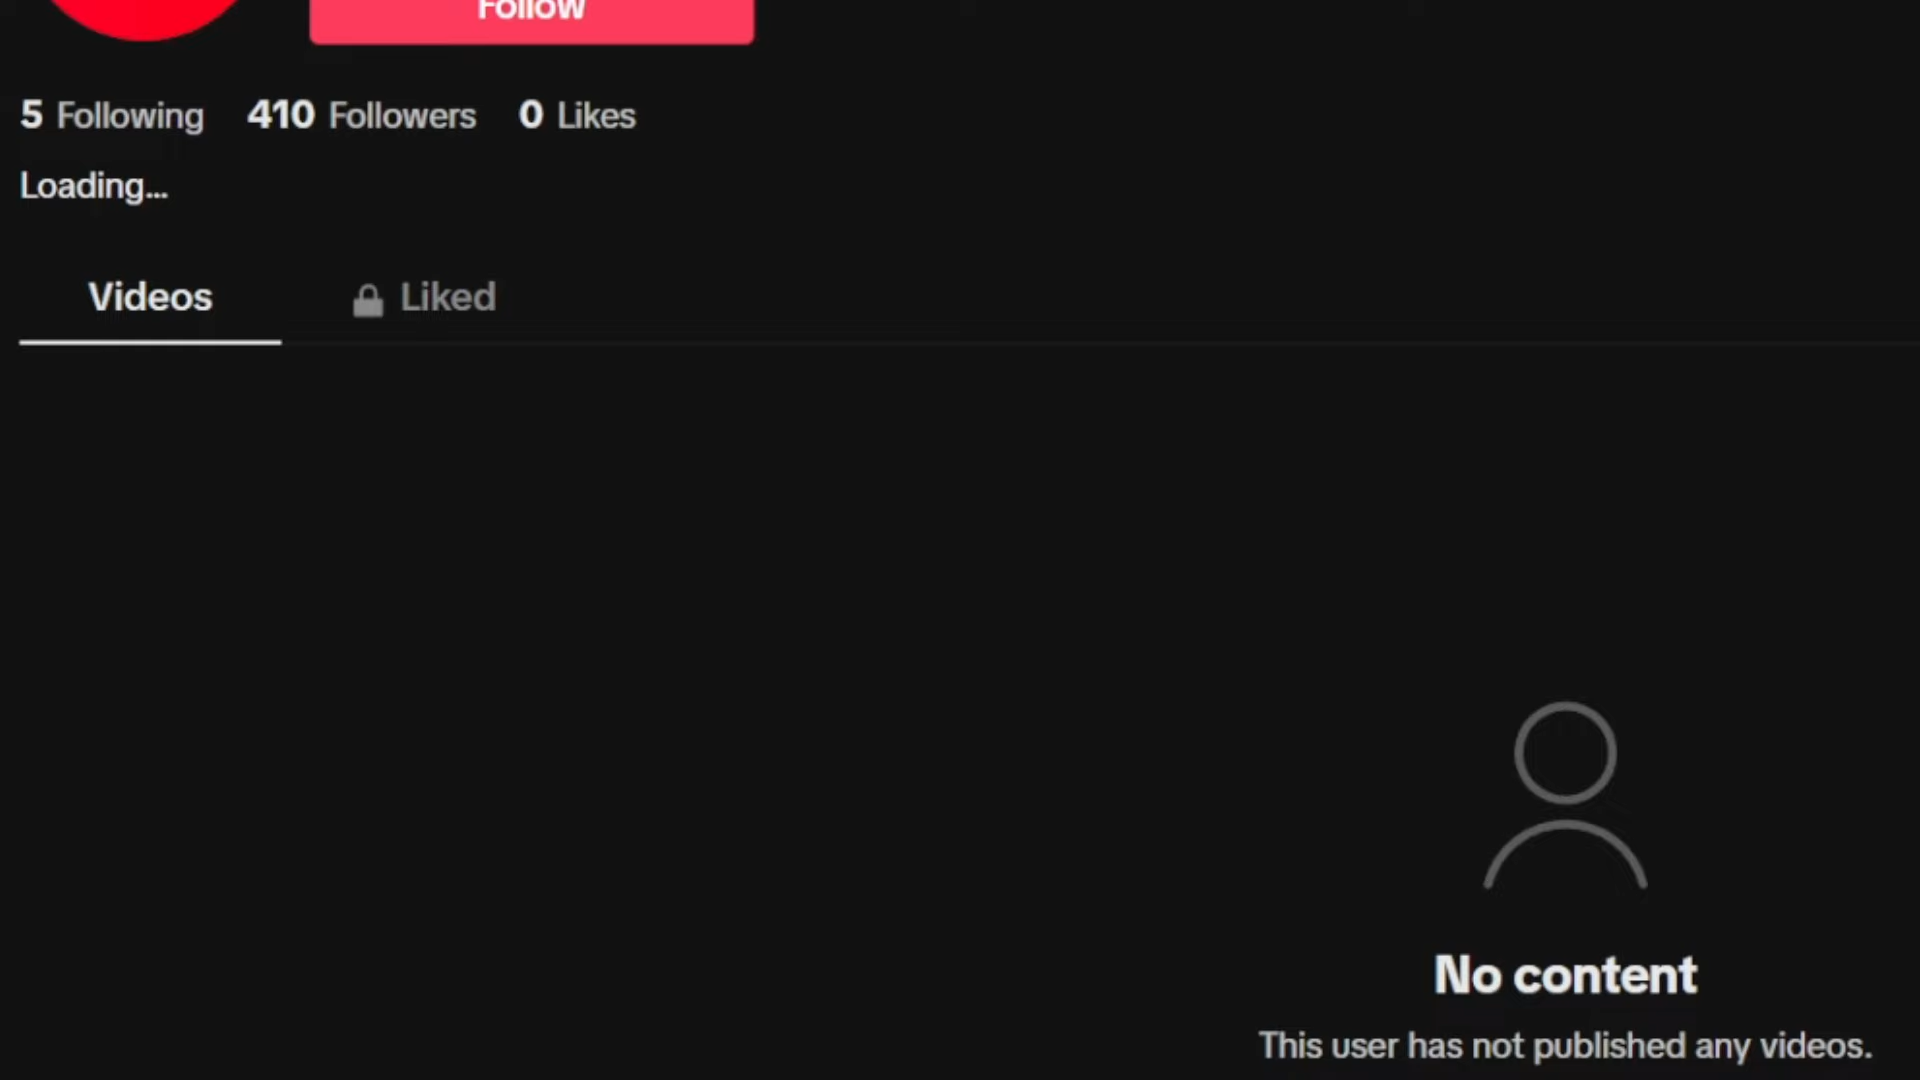 Follow
5 Following 410 Followers 0 Likes
Loading...
Videos Liked
No content
This user has not published any videos.